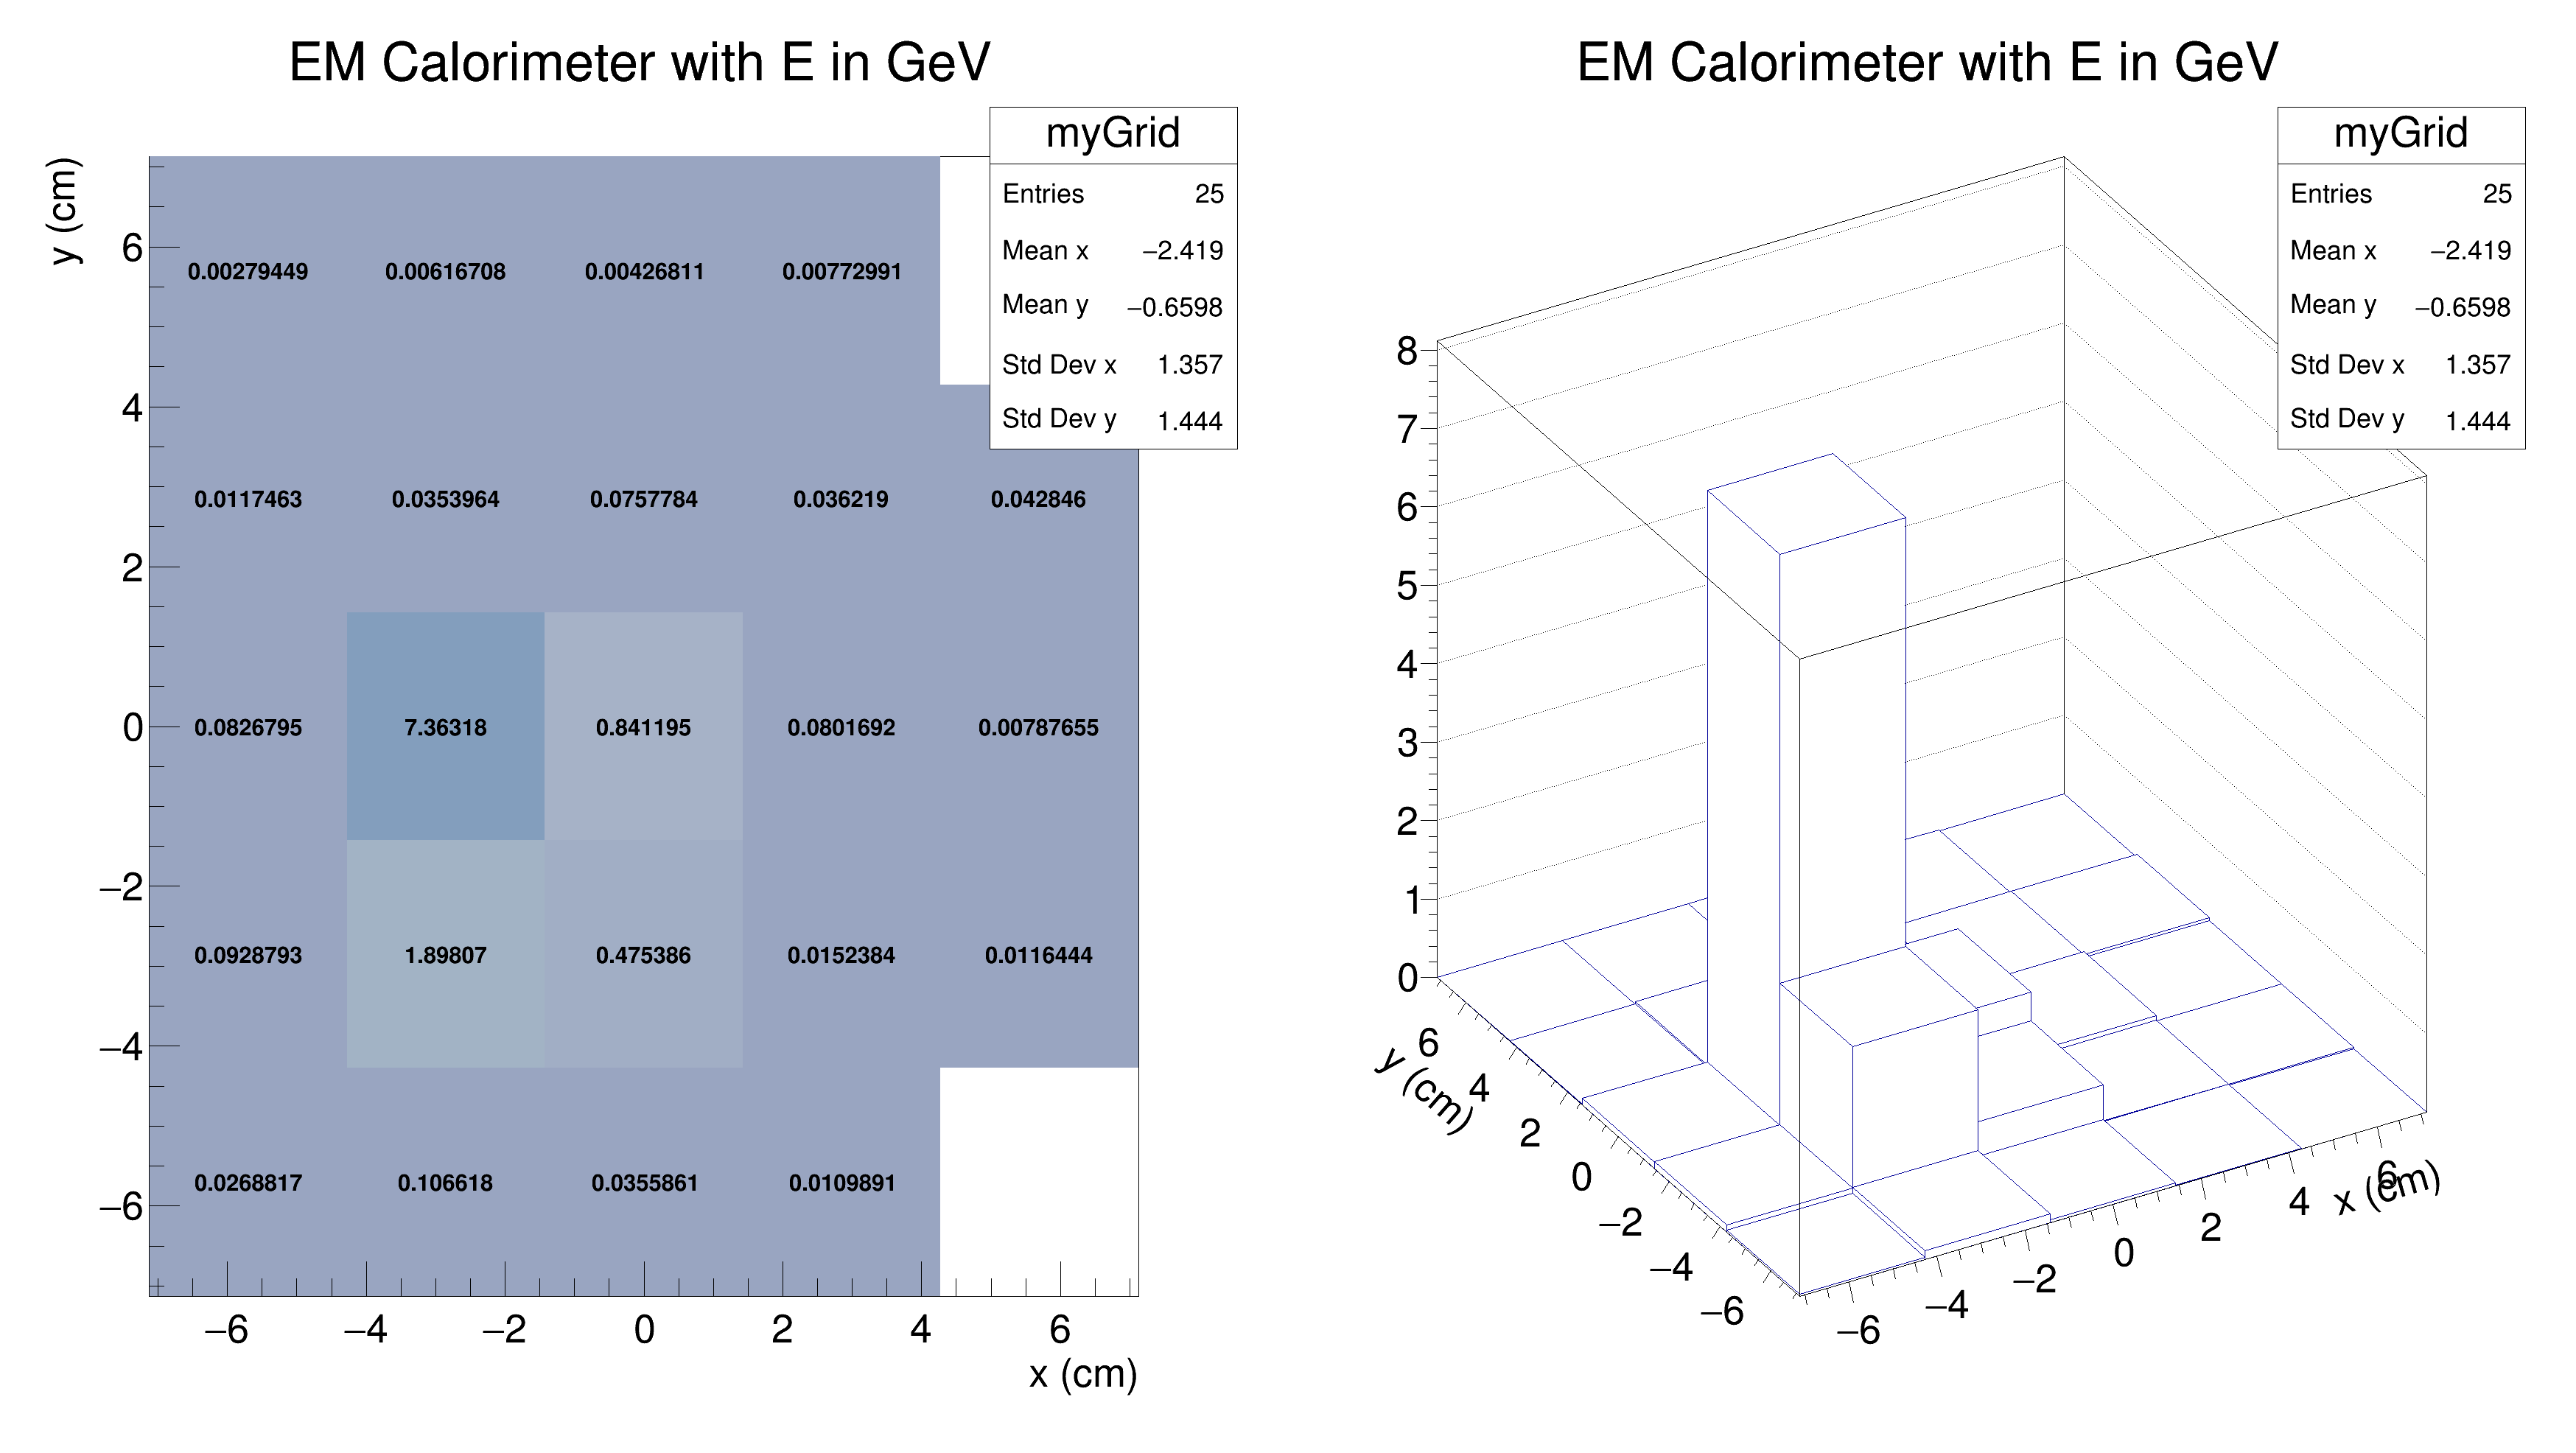 EM Calorimeter with E in GeV
myGrid
Entries 25
Mean x −2.419
Mean y −0.6598
Std Dev x 1.357
Std Dev y 1.444
y (cm)
6
4
2
0
−2
−4
−6
0.00279449 0.00616708 0.00426811 0.00772991
0.0117463 0.0353964 0.0757784 0.036219 0.042846
0.0826795 7.36318 0.841195 0.0801692 0.00787655
0.0928793 1.89807 0.475386 0.0152384 0.0116444
0.0268817 0.106618 0.0355861 0.0109891
−6 −4 −2 0 2 4 6
x (cm)
EM Calorimeter with E in GeV
myGrid
Entries 25
Mean x −2.419
Mean y −0.6598
Std Dev x 1.357
Std Dev y 1.444
8
7
6
5
4
3
2
1
0
y (cm)
6
4
2
0
−2
−4
−6
−6 −4 −2 0 2 4 6
x (cm)